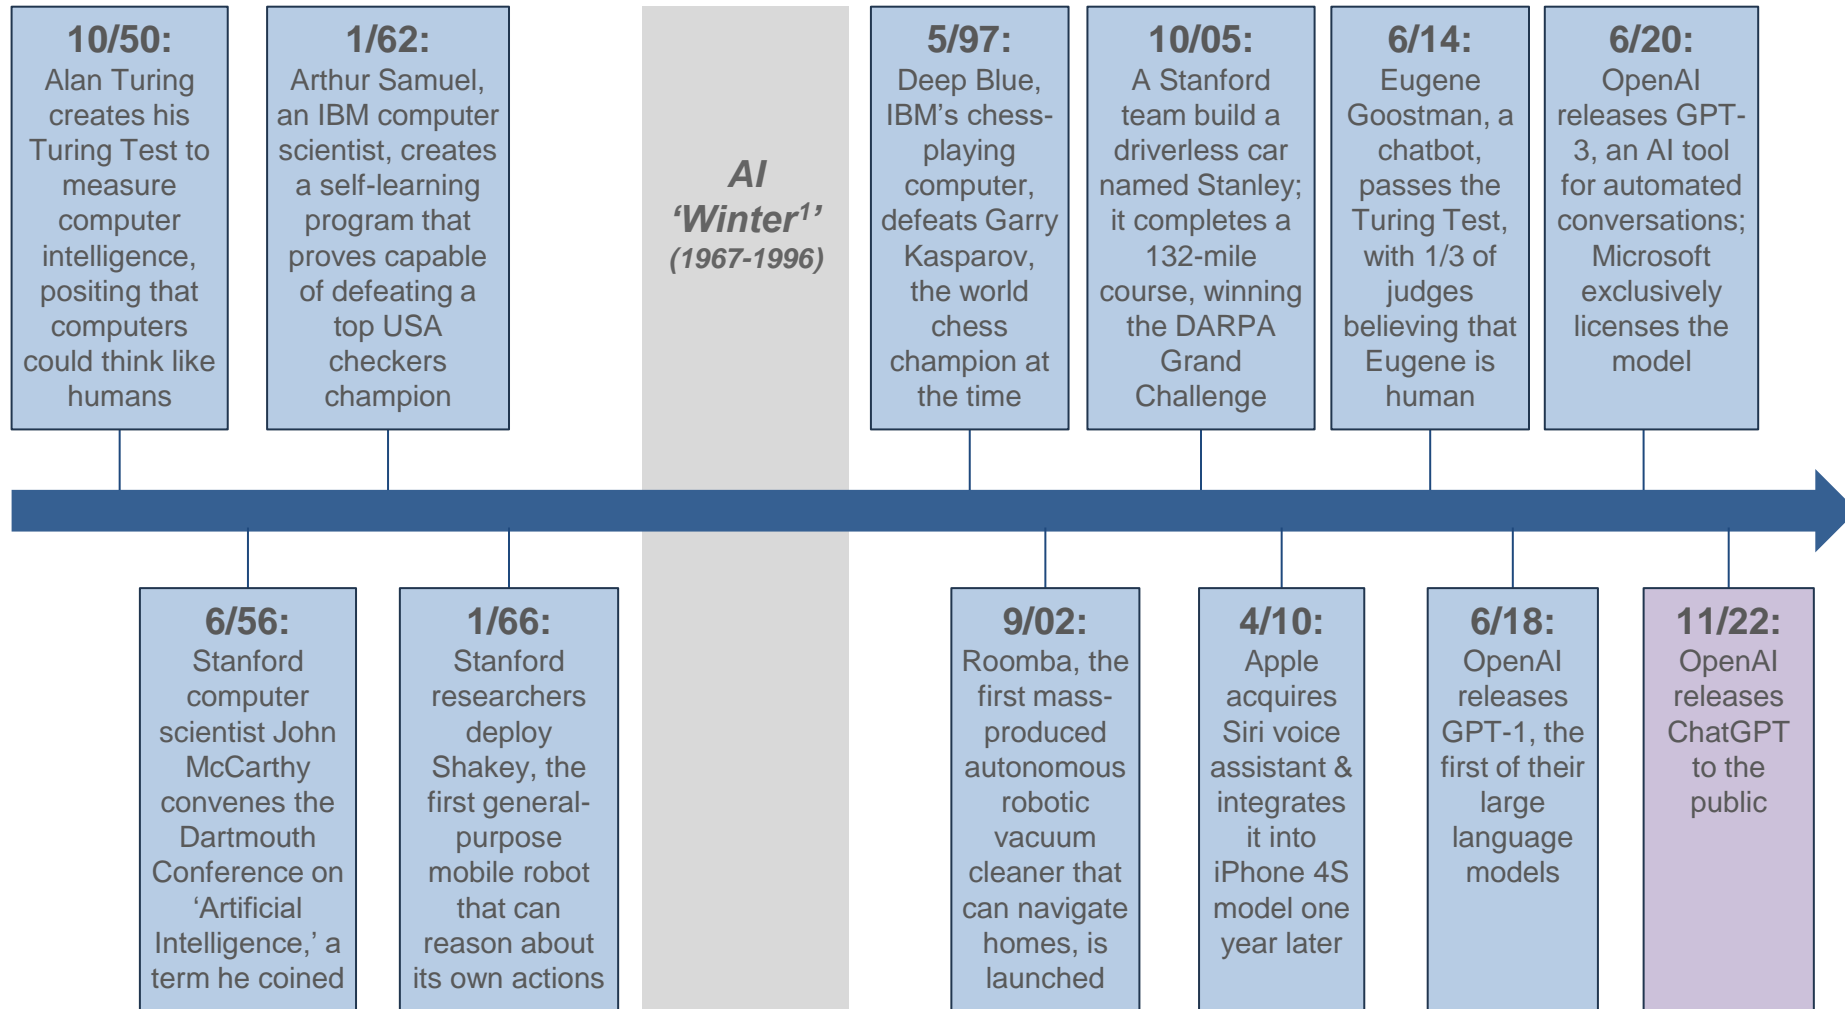 10/50:
Alan Turing
creates his
Turing Test to
measure
computer
intelligence,
positing that
computers
could think like
humans
1/62:
Arthur Samuel,
an IBM computer
scientist, creates
a self-learning
program that
proves capable
of defeating a
top USA
checkers
champion
AI
‘Winter¹’
(1967-1996)
5/97:
Deep Blue,
IBM’s chess-
playing
computer,
defeats Garry
Kasparov,
the world
chess
champion at
the time
10/05:
A Stanford
team build a
driverless car
named Stanley;
it completes a
132-mile
course, winning
the DARPA
Grand
Challenge
6/14:
Eugene
Goostman, a
chatbot,
passes the
Turing Test,
with 1/3 of
judges
believing that
Eugene is
human
6/20:
OpenAI
releases GPT-
3, an AI tool
for automated
conversations;
Microsoft
exclusively
licenses the
model
6/56:
Stanford
computer
scientist John
McCarthy
convenes the
Dartmouth
Conference on
‘Artificial
Intelligence,’ a
term he coined
1/66:
Stanford
researchers
deploy
Shakey, the
first general-
purpose
mobile robot
that can
reason about
its own actions
9/02:
Roomba, the
first mass-
produced
autonomous
robotic
vacuum
cleaner that
can navigate
homes, is
launched
4/10:
Apple
acquires
Siri voice
assistant &
integrates
it into
iPhone 4S
model one
year later
6/18:
OpenAI
releases
GPT-1, the
first of their
large
language
models
11/22:
OpenAI
releases
ChatGPT
to the
public